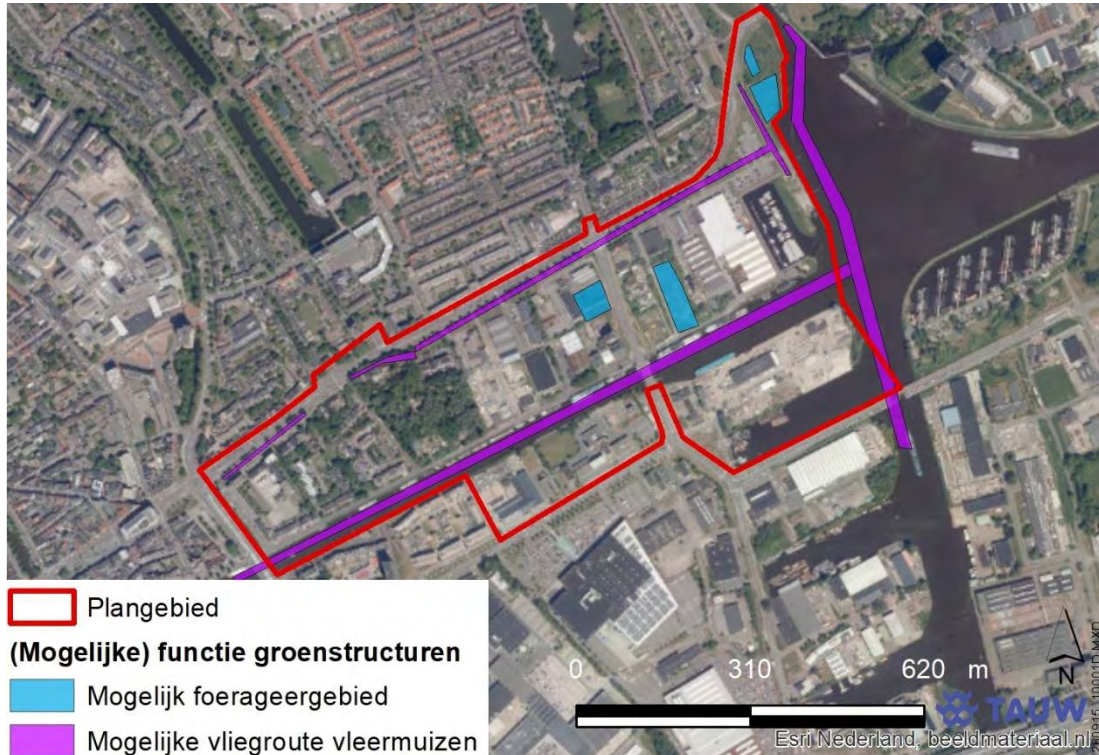 Plangebied
(Mogelijke) functie groenstructuren
Mogelijk foerageergebied
Mogelijke vliegroute vleermuizen
0 310 620 m
N
TAUW
Esri Nederland, beeldmateriaal.nl